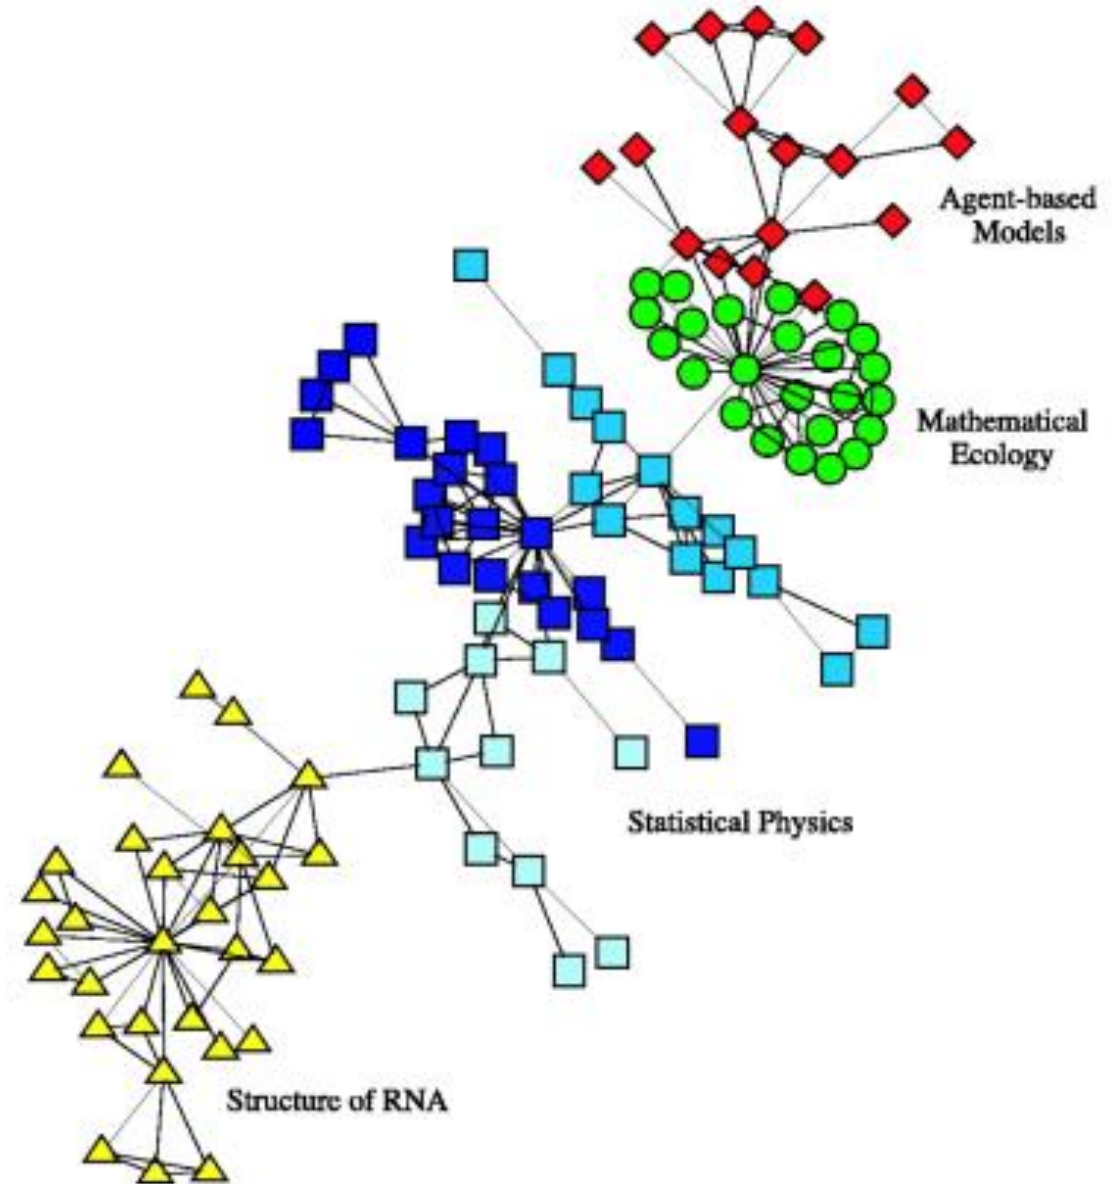 Agent-based
Models
Mathematical
Ecology
Statistical Physics
Structure of RNA